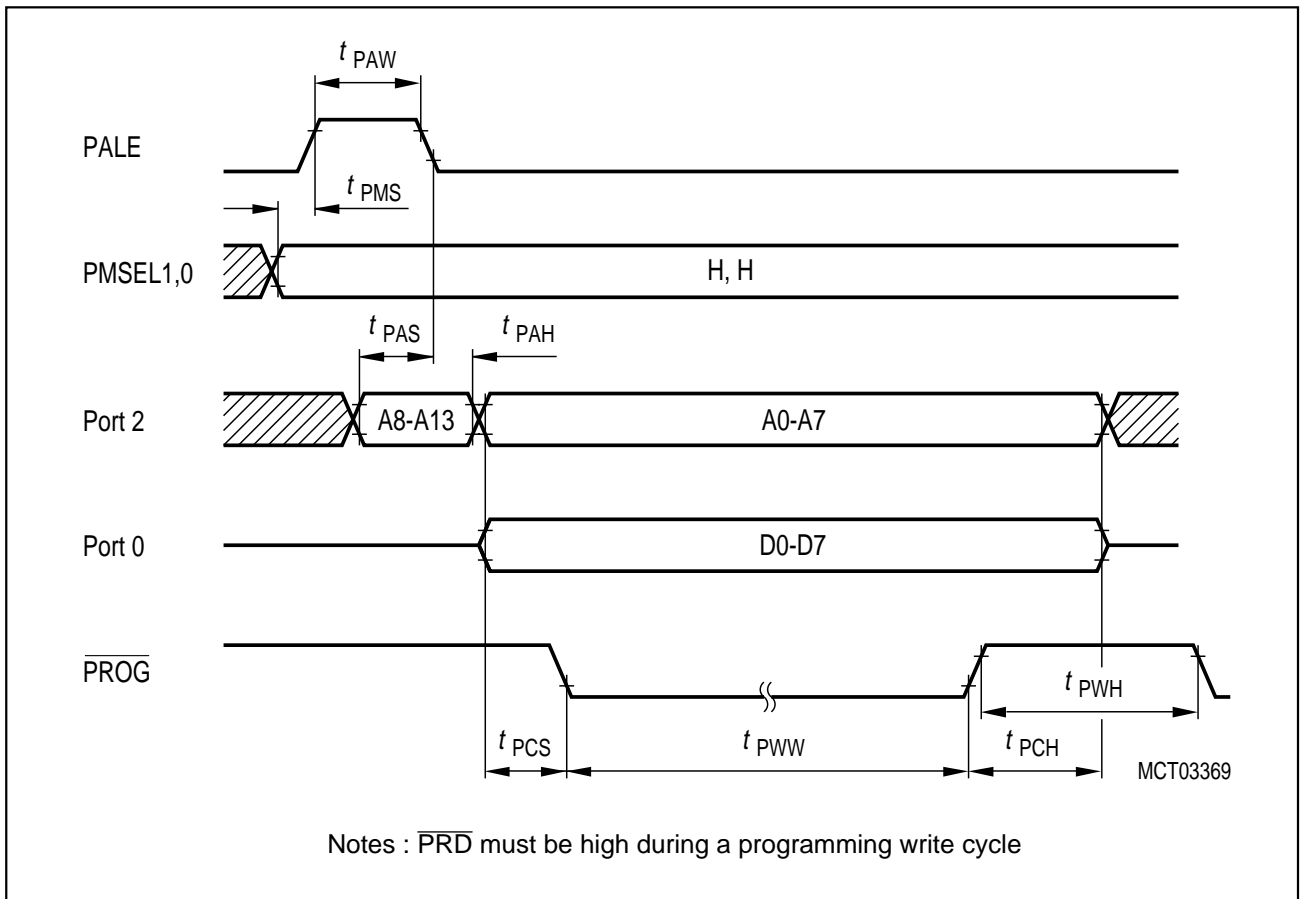 t PAW
PALE
t PMS
PMSEL1,0
H, H
t PAS
t PAH
Port 2
A8-A13
A0-A7
Port 0
D0-D7
PROG
t PWH
t PCS
t PWW
t PCH
MCT03369
Notes : PRD must be high during a programming write cycle